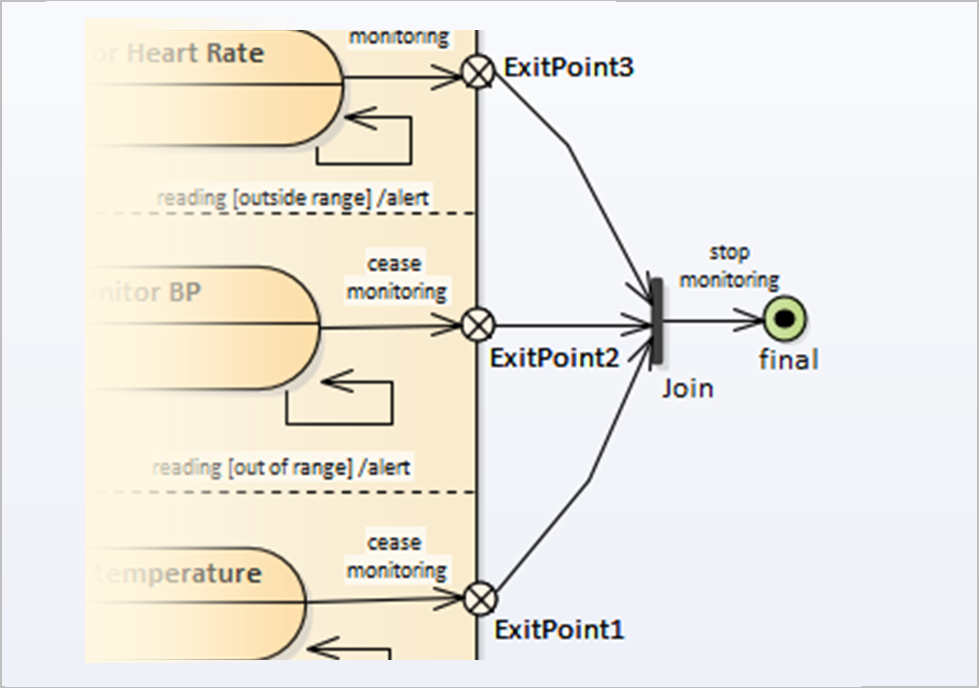 monitoring
or Heart Rate
ExitPoint3
reading [outside range] /alert
cease
monitoring
stop
monitoring
nitor BP
ExitPoint2
final
Join
reading [out of range] /alert
cease
monitoring
temperature
ExitPoint1